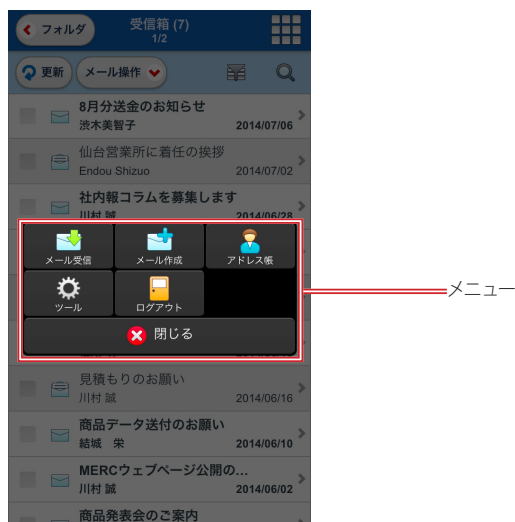 フォルダ
受信箱 (7)
1/2
更新
メール操作
8月分送金のお知らせ
渋木美智子
2014/07/06
仙台営業所に着任の挨拶
Endou Shizuo
2014/07/02
社内報コラムを募集します
川村 誠
2014/06/28
メール受信
メール作成
アドレス帳
ツール
ログアウト
閉じる
メニュー
見積もりのお願い
川村 誠
2014/06/16
商品データ送付のお願い
結城　栄
2014/06/10
MERCウェブページ公開の...
川村 誠
2014/06/02
商品発表会のご案内